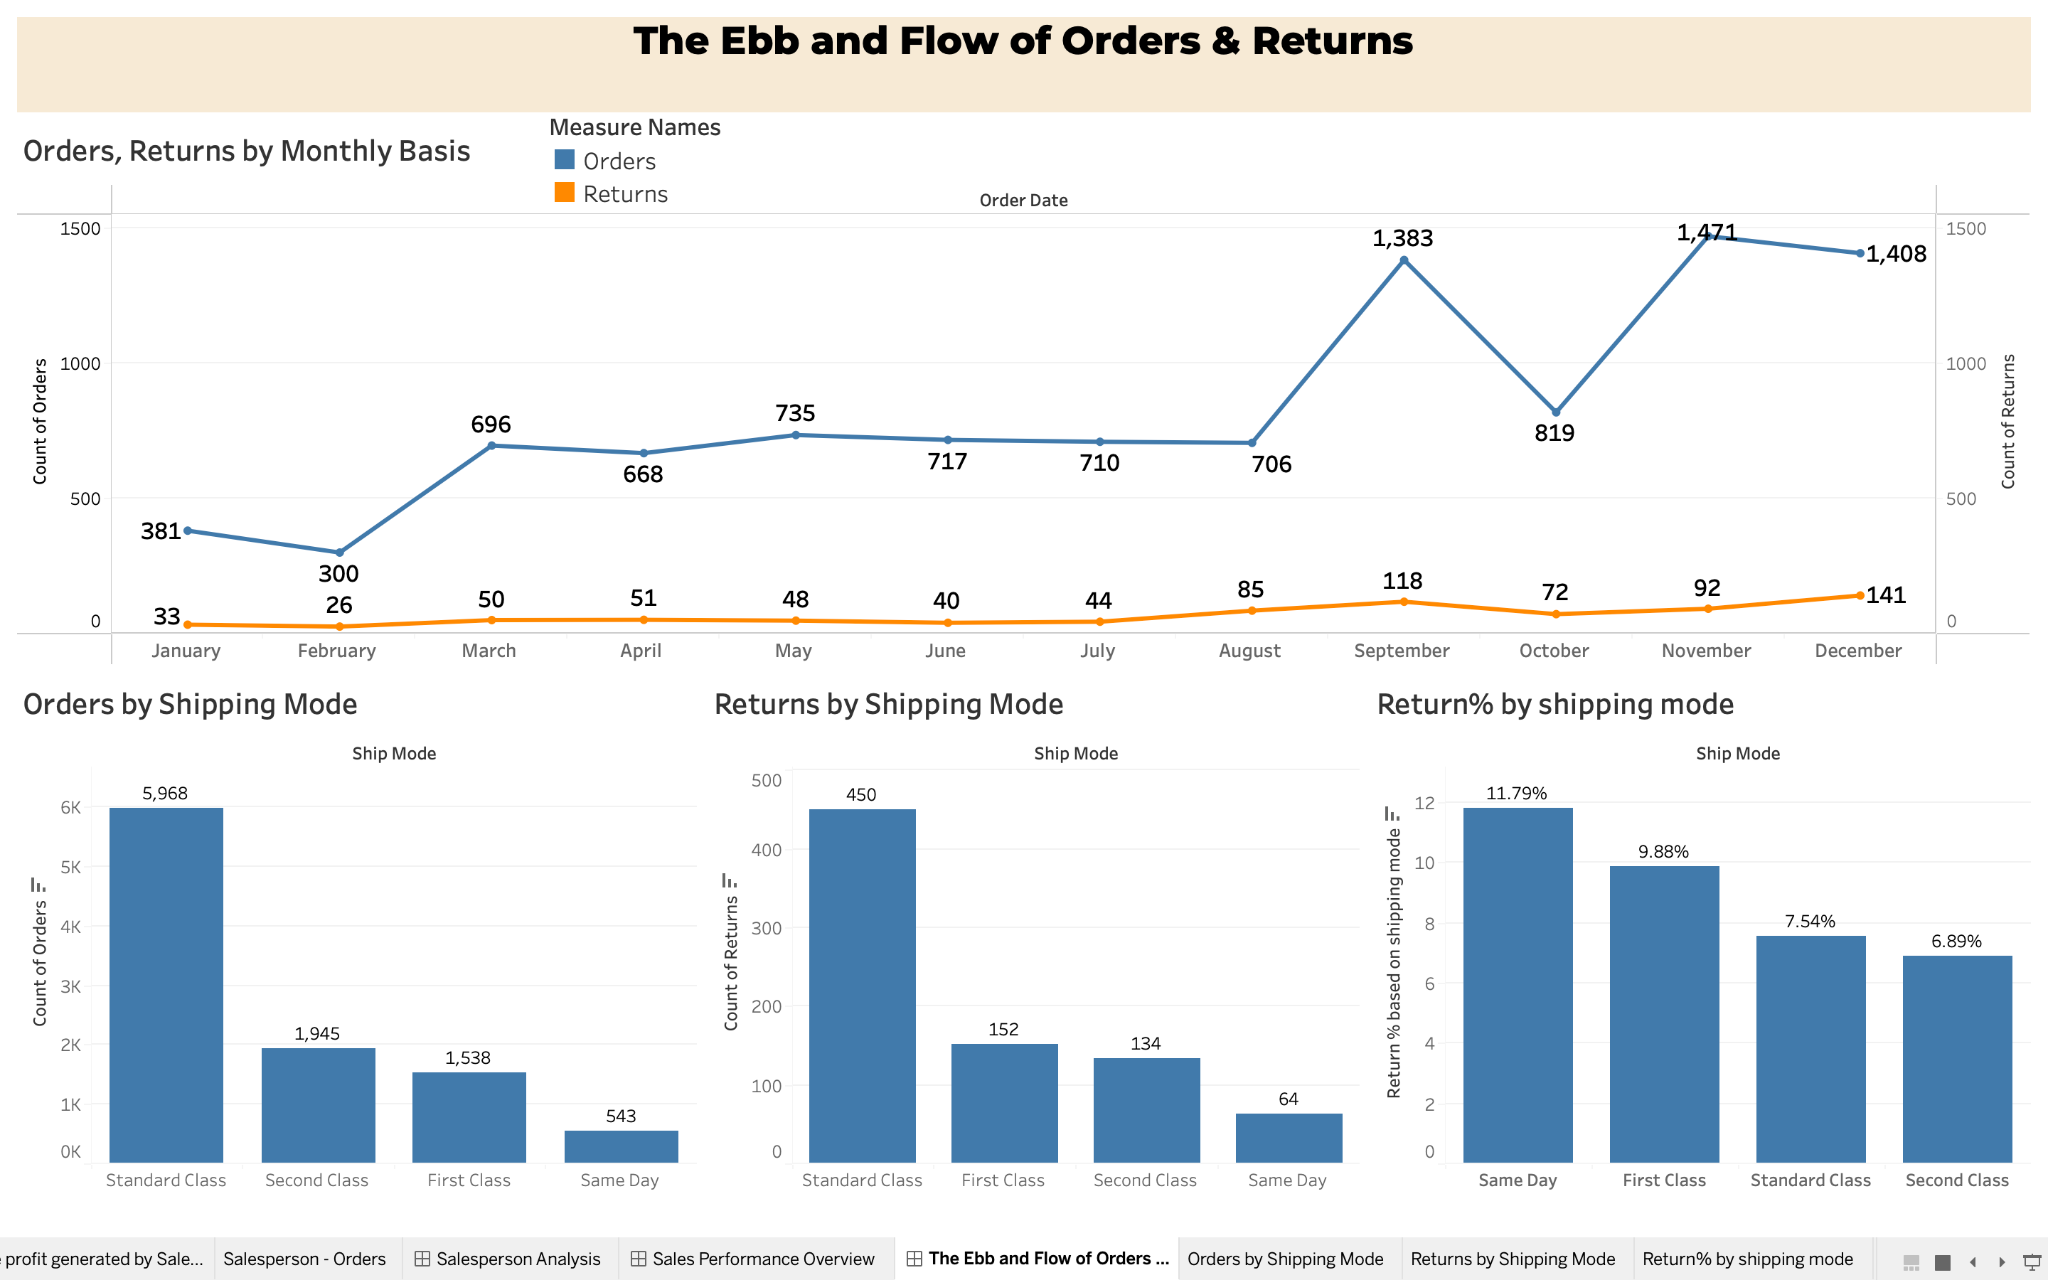 The Ebb and Flow of Orders & Returns
Measure Names
Orders, Returns by Monthly Basis
Orders
Returns
Order Date
1500
1000
500
0
Count of Orders
1500
1000
500
0
Count of Returns
381
300
696
668
735
717
710
706
1,383
819
1,471
1,408
33
26
50
51
48
40
44
85
118
72
92
141
January
February
March
April
May
June
July
August
September
October
November
December
Orders by Shipping Mode
Ship Mode
Count of Orders
6K
5K
4K
3K
2K
1K
0K
5,968
1,945
1,538
543
Standard Class
Second Class
First Class
Same Day
Returns by Shipping Mode
Ship Mode
Count of Returns
500
400
300
200
100
0
450
152
134
64
Standard Class
First Class
Second Class
Same Day
Return% by shipping mode
Ship Mode
Return % based on shipping mode
12
10
8
6
4
2
0
11.79%
9.88%
7.54%
6.89%
Same Day
First Class
Standard Class
Second Class
profit generated by Sale...
Salesperson - Orders
Salesperson Analysis
Sales Performance Overview
The Ebb and Flow of Orders ...
Orders by Shipping Mode
Returns by Shipping Mode
Return% by shipping mode